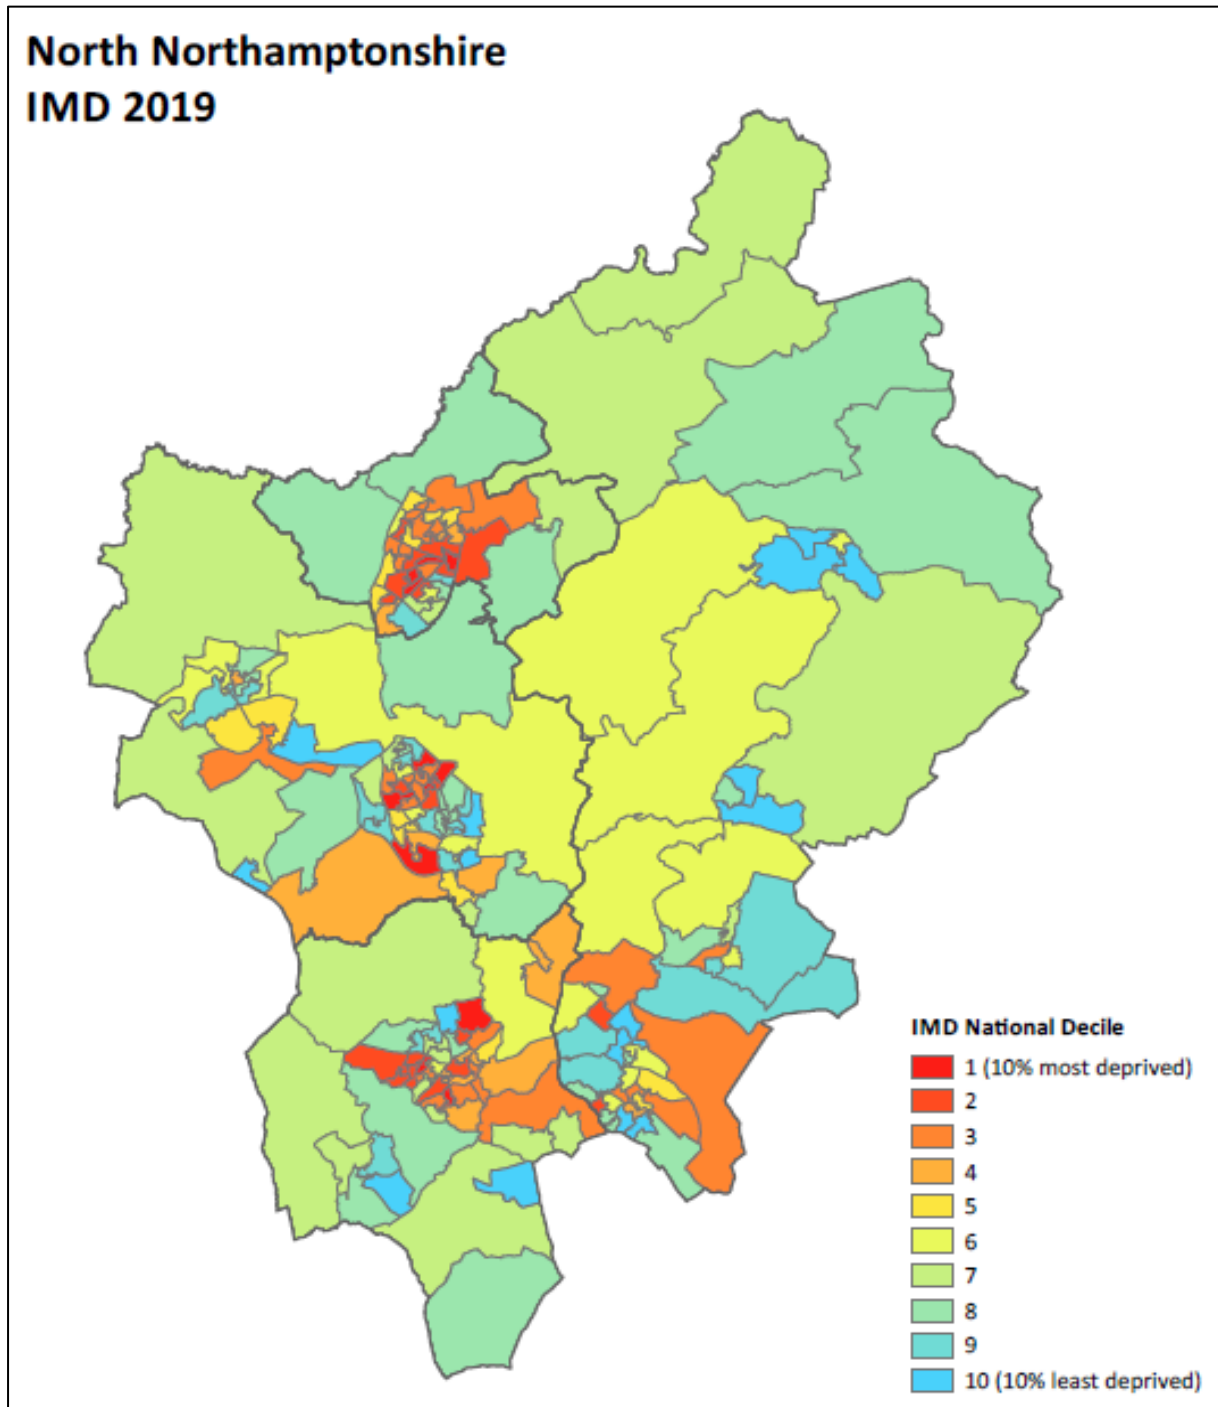 North Northamptonshire
IMD 2019
IMD National Decile
1 (10% most deprived)
2
3
4
5
6
7
8
9
10 (10% least deprived)